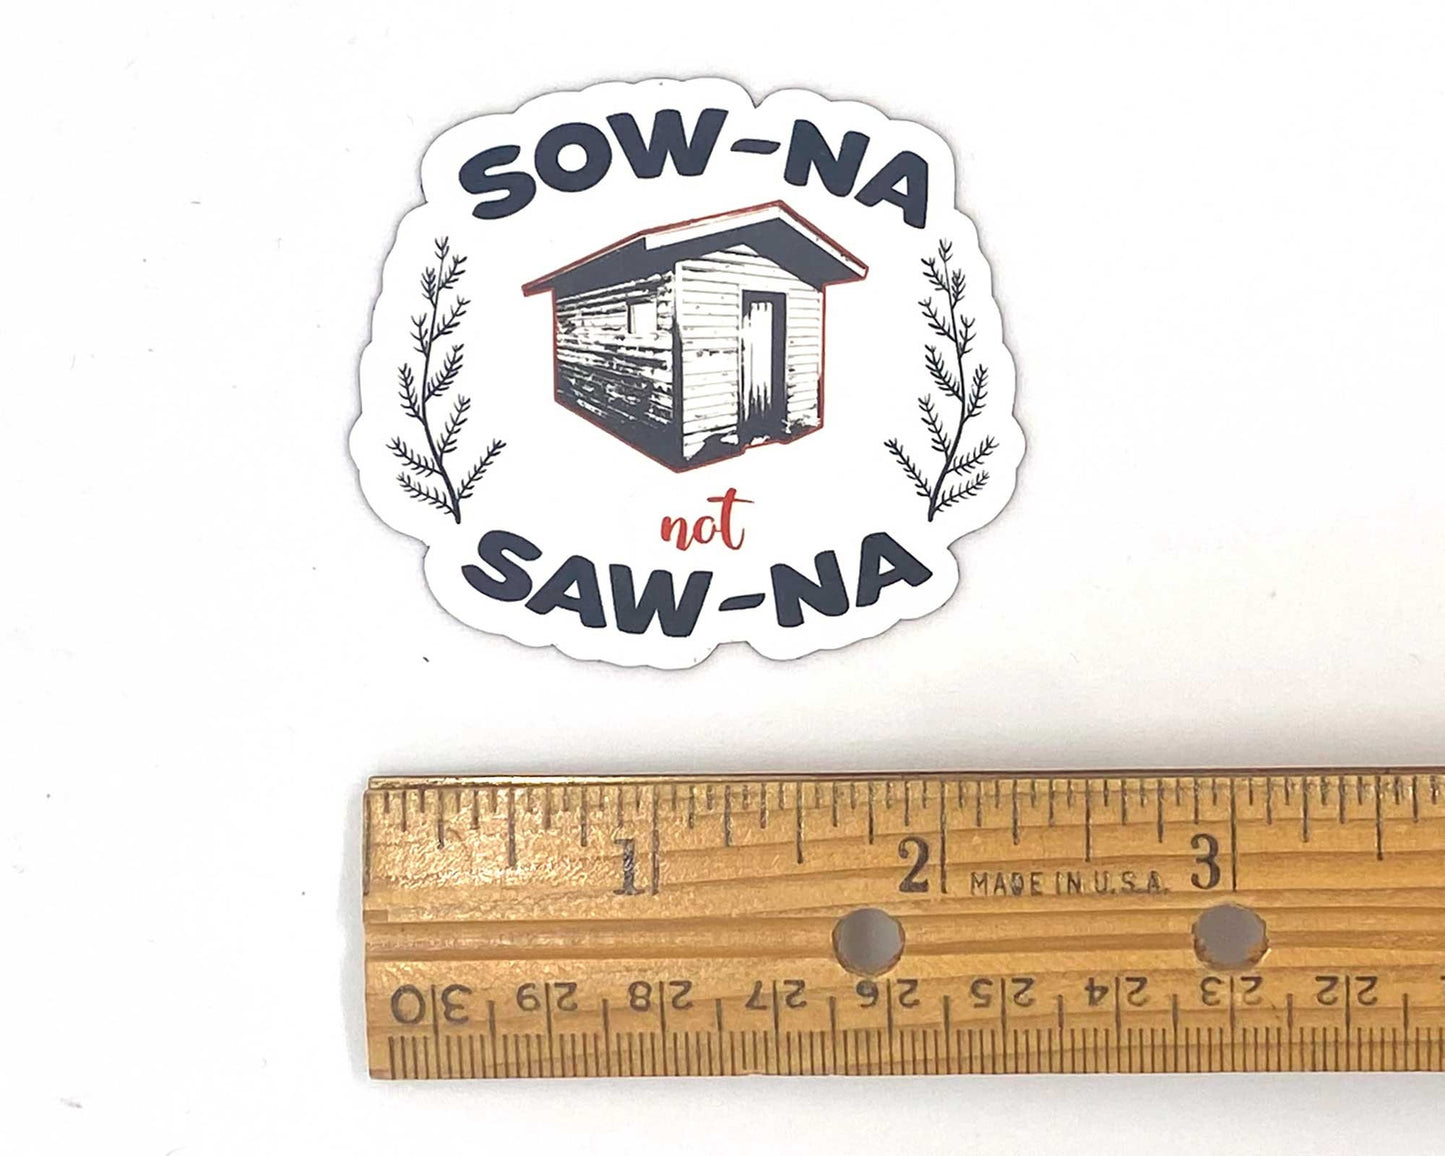 SOW-NA
not
SAW-NA
1 2 3
MADE IN U.S.A.
30 29 28 27 26 25 24 23 22